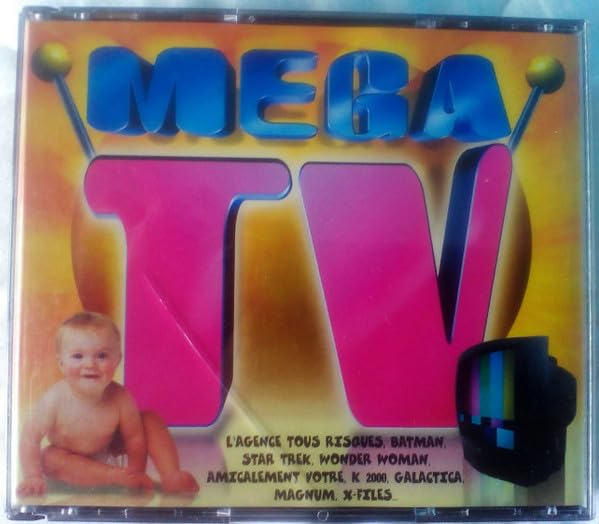 MEGA
TV
L'AGENCE TOUS RISQUES, BATMAN,
STAR TREK, WONDER WOMAN,
AMICALEMENT VOTRE, K 2000, GALACTICA,
MAGNUM, X-FILES...